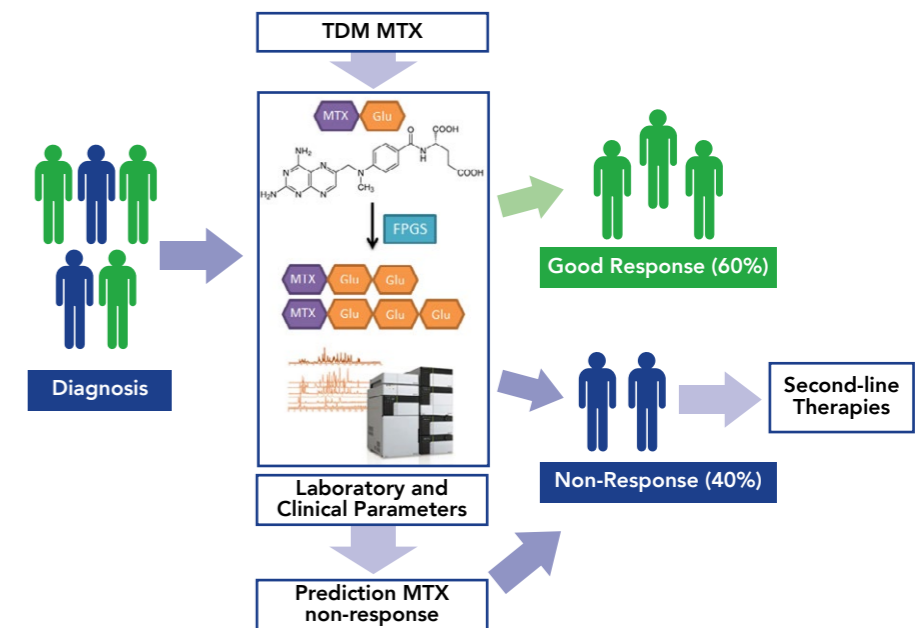 TDM MTX
MTX Glu
COOH
O
NH₂
N
H
COOH
N
N
N
CH₃
H₂N
N
N
FPGS
MTX Glu Glu
MTX Glu Glu Glu
Diagnosis
Good Response (60%)
Non-Response (40%)
Second-line
Therapies
Laboratory and
Clinical Parameters
Prediction MTX
non-response